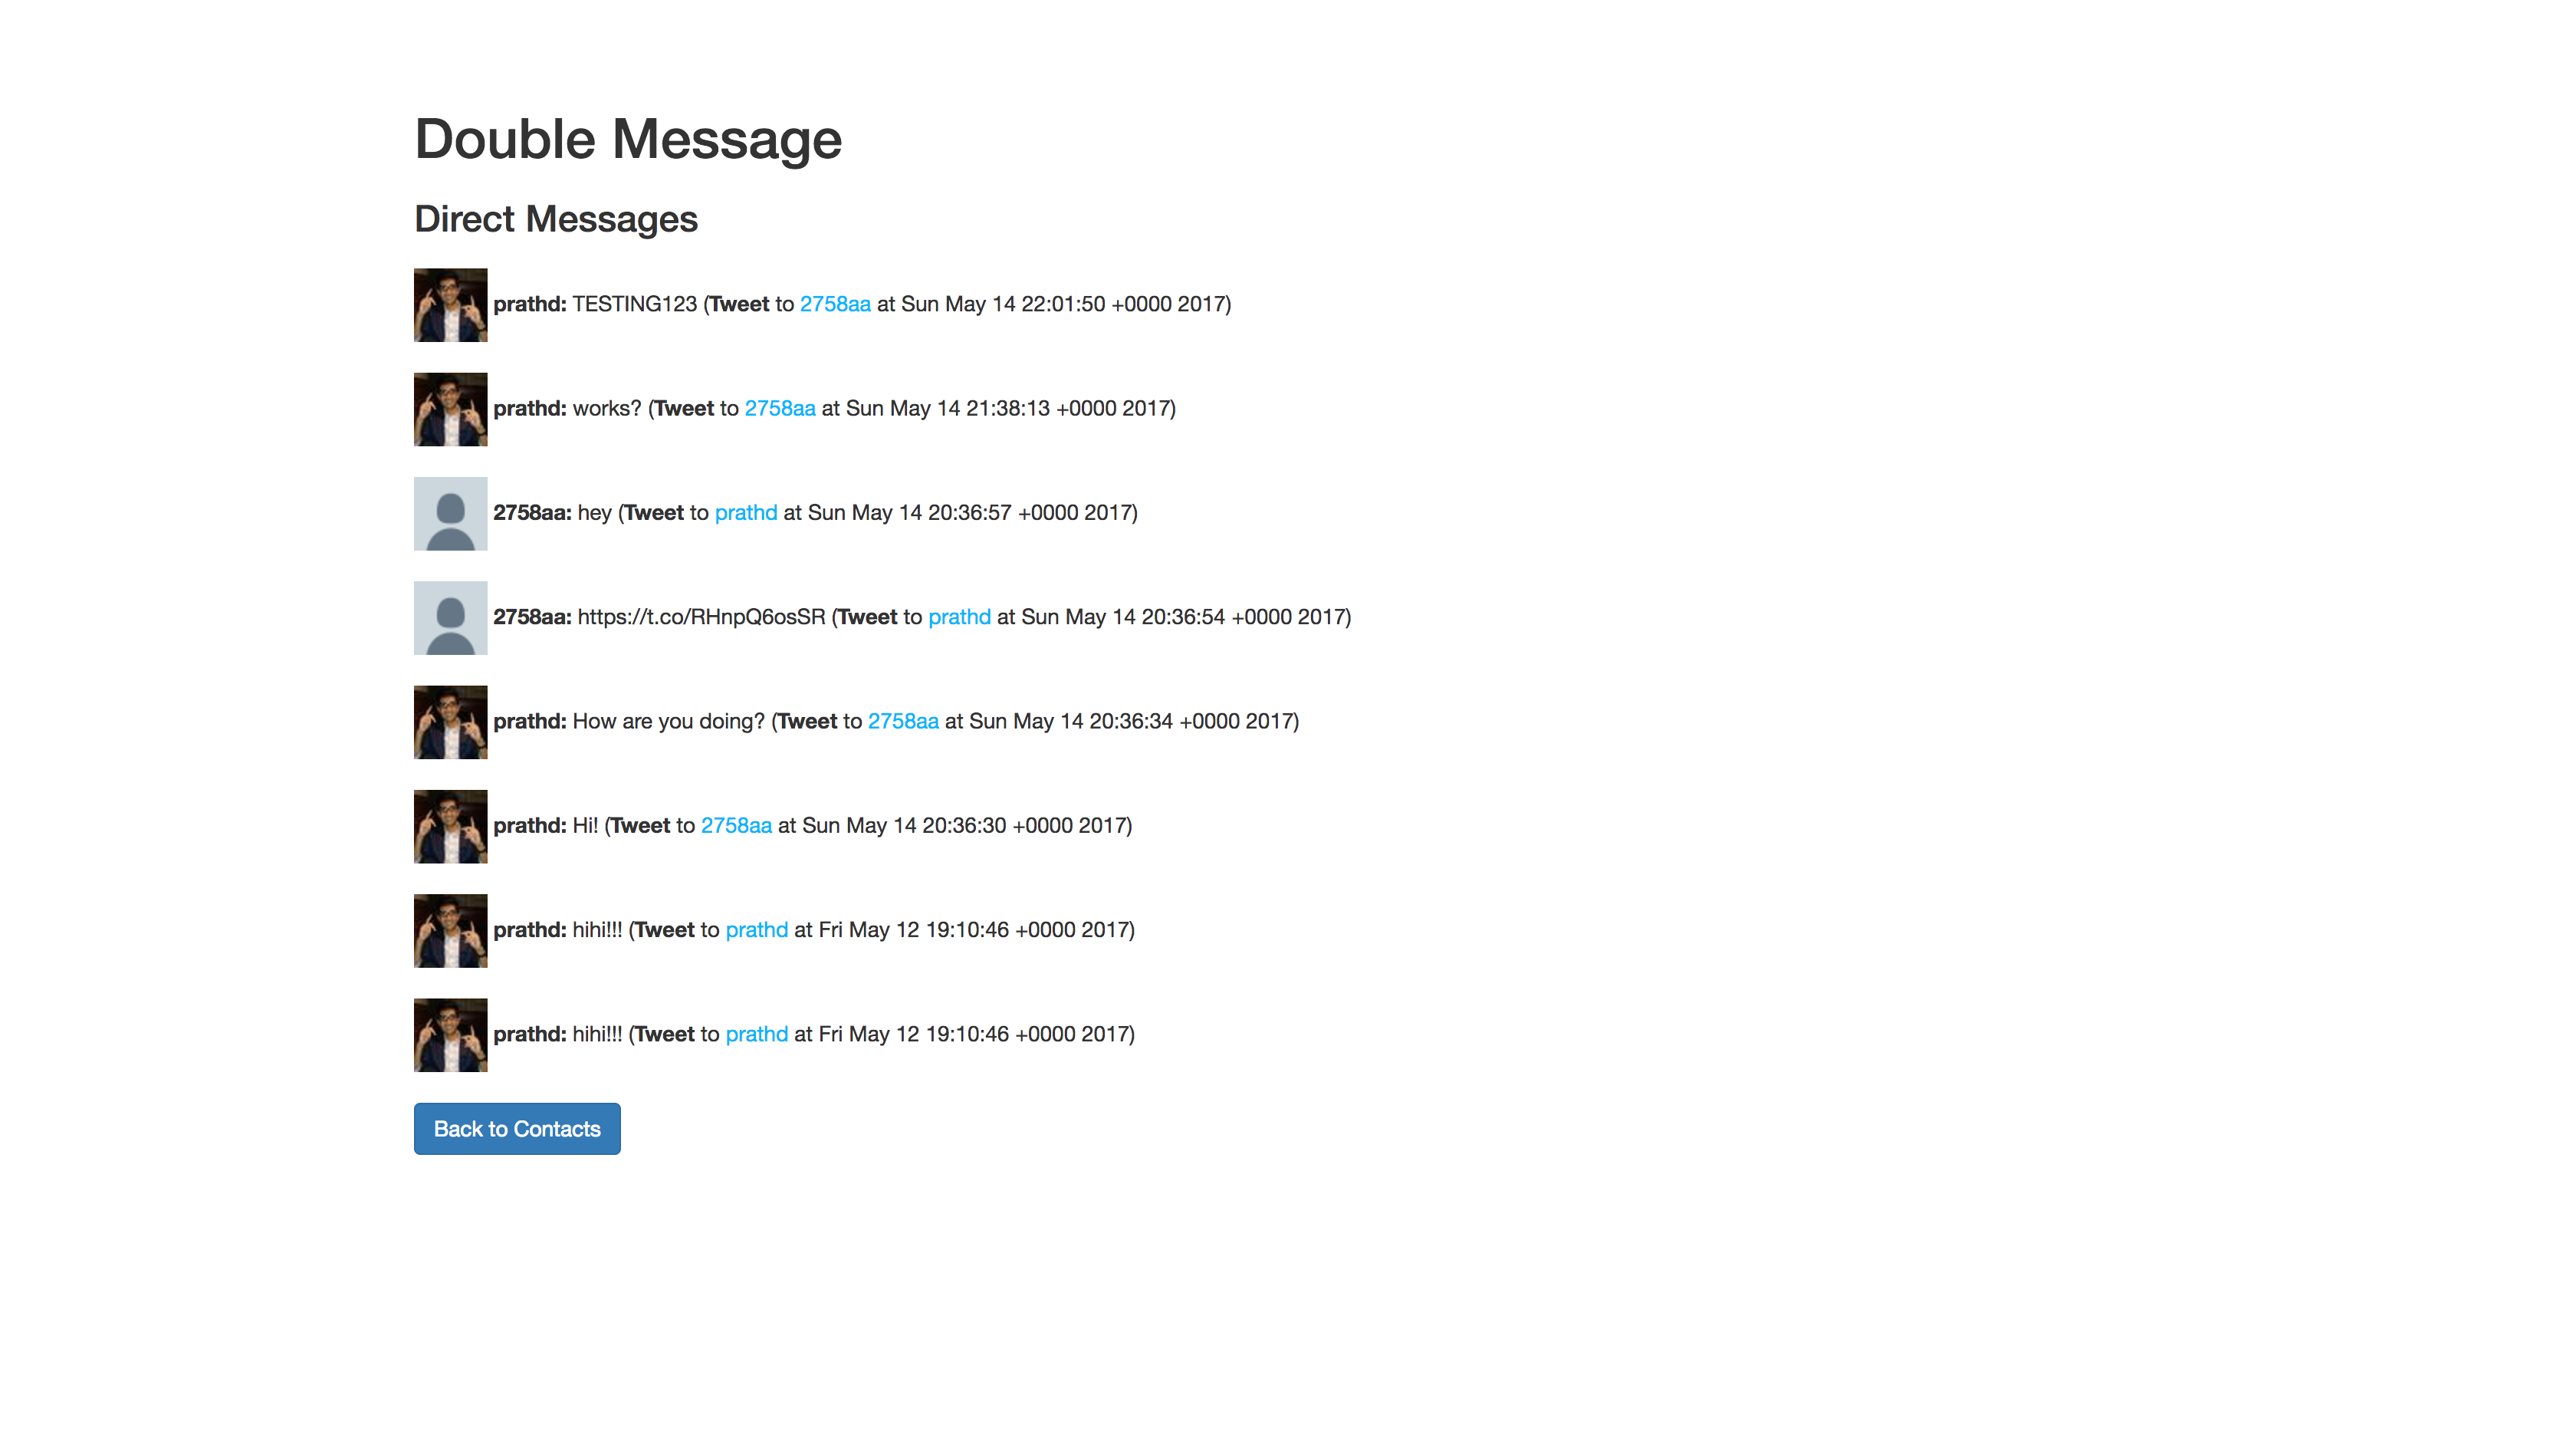 Double Message
Direct Messages
prathd: TESTING123 (Tweet to 2758aa at Sun May 14 22:01:50 +0000 2017)
prathd: works? (Tweet to 2758aa at Sun May 14 21:38:13 +0000 2017)
2758aa: hey (Tweet to prathd at Sun May 14 20:36:57 +0000 2017)
2758aa: https://t.co/RHnpQ6osSR (Tweet to prathd at Sun May 14 20:36:54 +0000 2017)
prathd: How are you doing? (Tweet to 2758aa at Sun May 14 20:36:34 +0000 2017)
prathd: Hi! (Tweet to 2758aa at Sun May 14 20:36:30 +0000 2017)
prathd: hihi!!! (Tweet to prathd at Fri May 12 19:10:46 +0000 2017)
prathd: hihi!!! (Tweet to prathd at Fri May 12 19:10:46 +0000 2017)
Back to Contacts